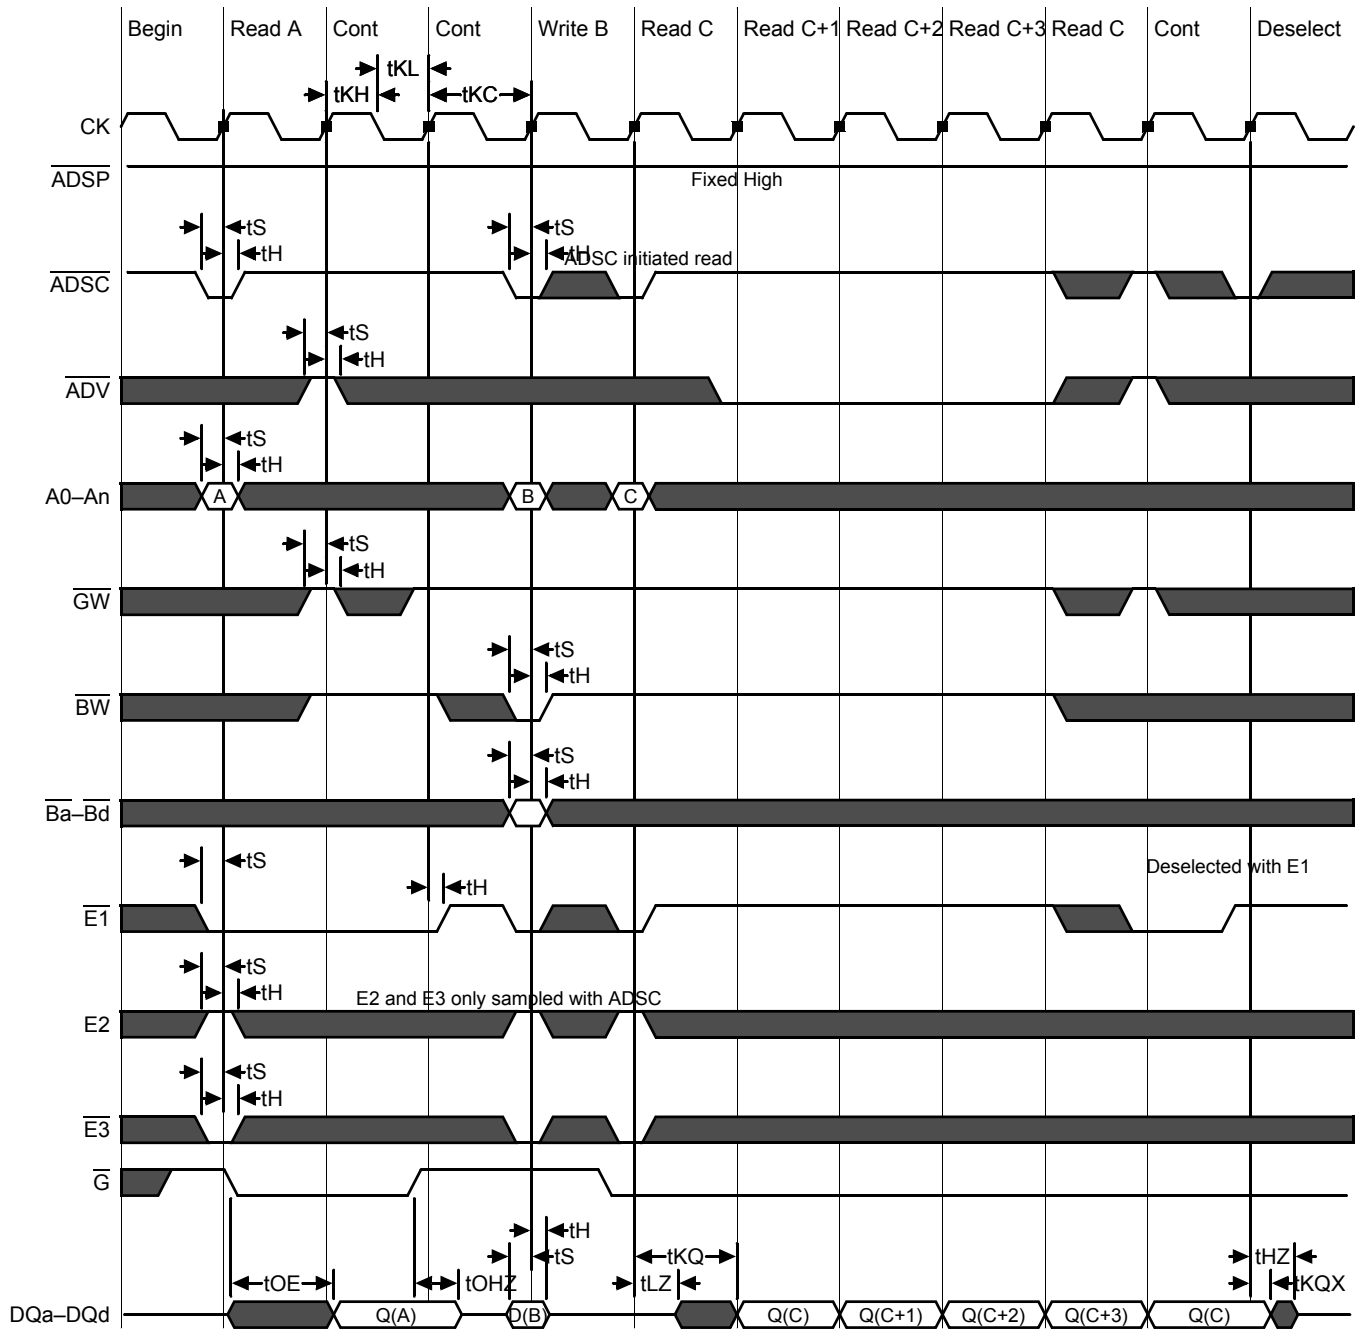 Begin Read A Cont Cont Write B Read C Read C+1 Read C+2 Read C+3 Read C Cont Deselect
tKL
tKH tKC
CK
ADSP
Fixed High
tS tS
tH tH
ADSC initiated read
ADSC
tS
tH
ADV
tS
tH
A0–An A B C
tS
tH
GW
tS
tH
BW
tS
tH
Ba–Bd
tS Deselected with E1
tH
E1
tS
tH
E2 and E3 only sampled with ADSC
E2
tS
tH
E3
G
tH
tS tKQ tHZ
tOE tOHZ tLZ tKQX
DQa–DQd Q(A) D(B) Q(C) Q(C+1) Q(C+2) Q(C+3) Q(C)